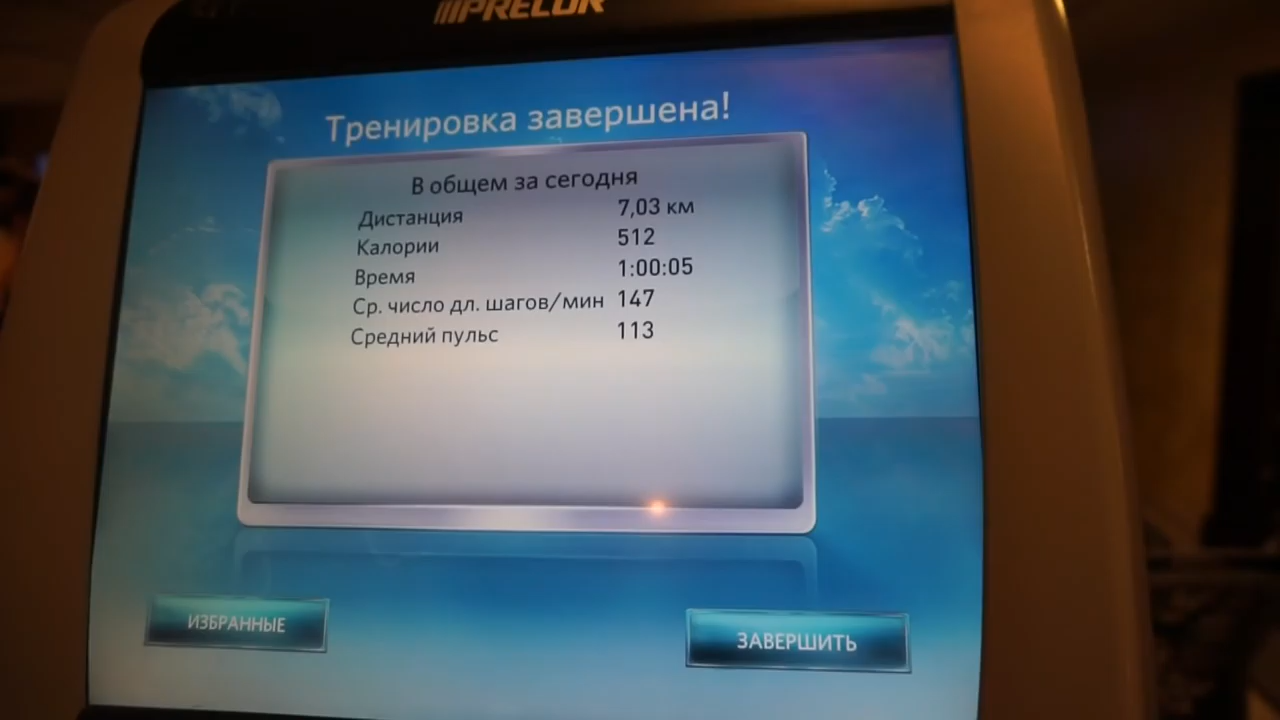 PRECOR
Тренировка завершена!
В общем за сегодня
Дистанция 7,03 км
Калории 512
Время 1:00:05
Ср. число дл. шагов/мин 147
Средний пульс 113
ИЗБРАННЫЕ
ЗАВЕРШИТЬ